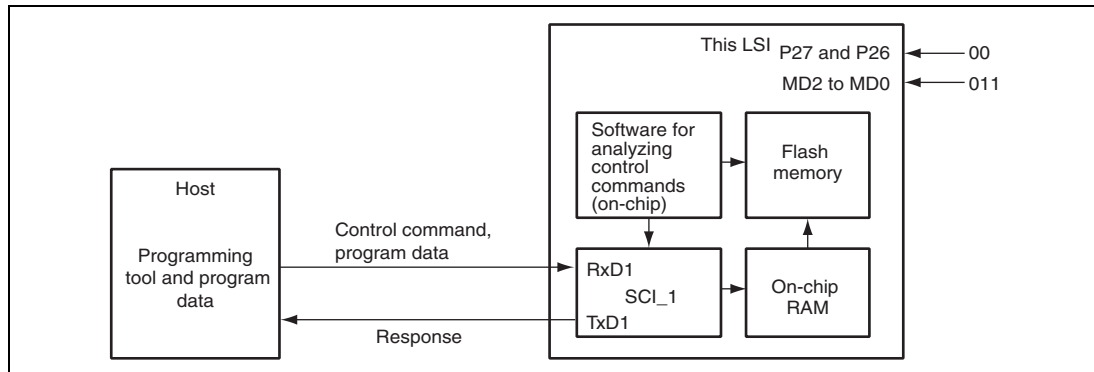 This LSI
P27 and P26
00
MD2 to MD0
011
Software for
analyzing
control
commands
(on-chip)
Flash
memory
Host
Programming
tool and program
data
Control command,
program data
RxD1
SCI_1
TxD1
On-chip
RAM
Response